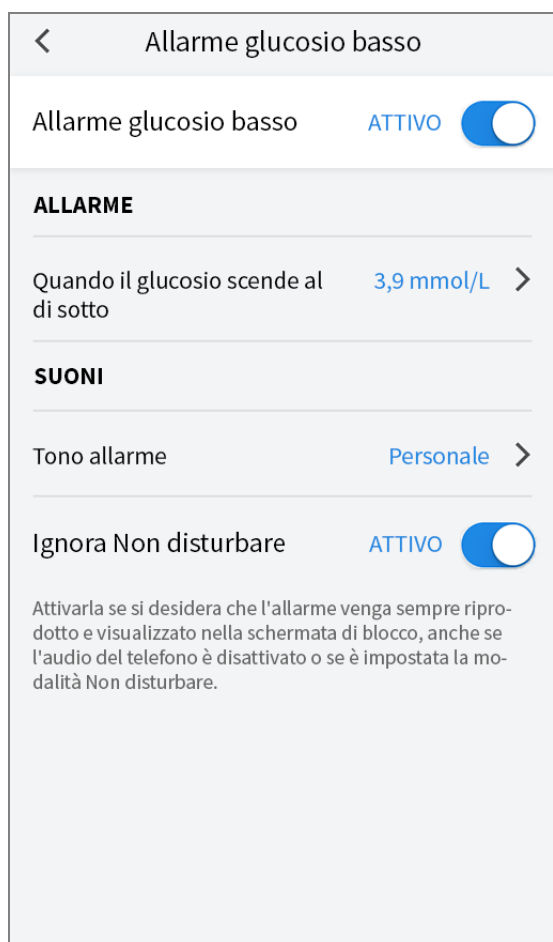 Allarme glucosio basso
Allarme glucosio basso ATTIVO
ALLARME
Quando il glucosio scende al
di sotto 3,9 mmol/L
SUONI
Tono allarme Personale
Ignora Non disturbare ATTIVO
Attivarla se si desidera che l'allarme venga sempre ripro-
dotto e visualizzato nella schermata di blocco, anche se
l'audio del telefono è disattivato o se è impostata la mo-
dalità Non disturbare.